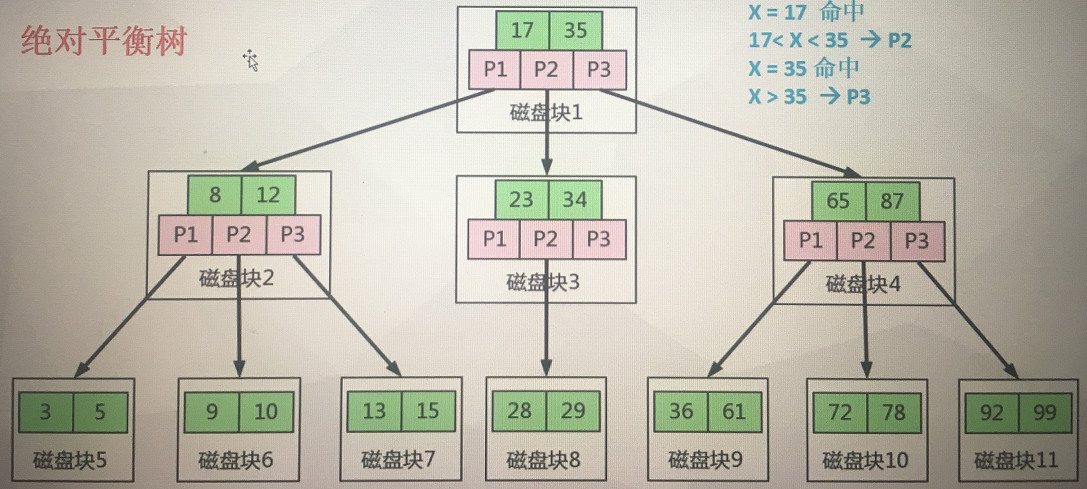 绝对平衡树
X = 17 命中
17< X < 35 → P2
X = 35 命中
X > 35 → P3
17 35
P1 P2 P3
磁盘块1
8 12
P1 P2 P3
磁盘块2
23 34
P1 P2 P3
磁盘块3
65 87
P1 P2 P3
磁盘块4
3 5
磁盘块5
9 10
磁盘块6
13 15
磁盘块7
28 29
磁盘块8
36 61
磁盘块9
72 78
磁盘块10
92 99
磁盘块11